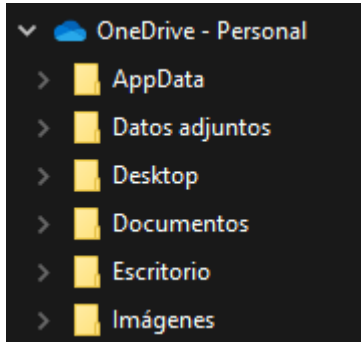 OneDrive - Personal
AppData
Datos adjuntos
Desktop
Documentos
Escritorio
Imágenes